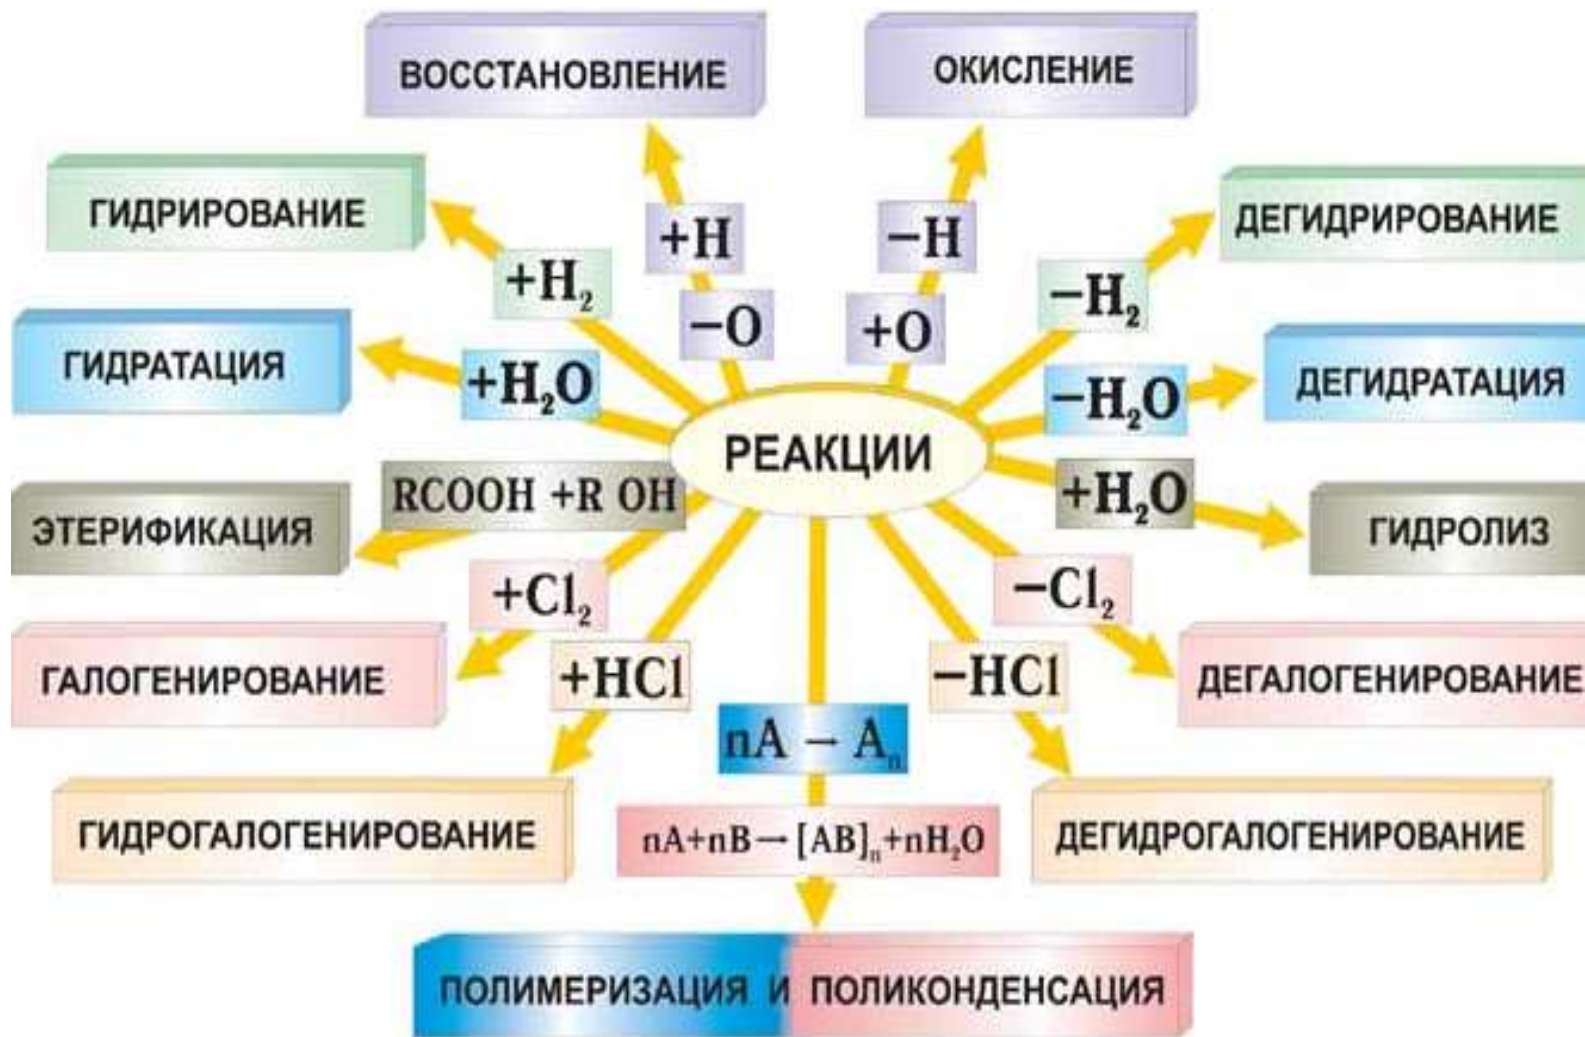 ВОССТАНОВЛЕНИЕ
ОКИСЛЕНИЕ
ГИДРИРОВАНИЕ
+H
−H
ДЕГИДРИРОВАНИЕ
+H₂
−O
+O
−H₂
ГИДРАТАЦИЯ
+H₂O
−H₂O
ДЕГИДРАТАЦИЯ
РЕАКЦИИ
ЭТЕРИФИКАЦИЯ
RCOOH +R OH
+H₂O
ГИДРОЛИЗ
+Cl₂
−Cl₂
ГАЛОГЕНИРОВАНИЕ
+HCl
−HCl
ДЕГАЛОГЕНИРОВАНИЕ
nA → Aₙ
ГИДРОГАЛОГЕНИРОВАНИЕ
nA+nB→[AB]ₙ+nH₂O
ДЕГИДРОГАЛОГЕНИРОВАНИЕ
ПОЛИМЕРИЗАЦИЯ И ПОЛИКОНДЕНСАЦИЯ